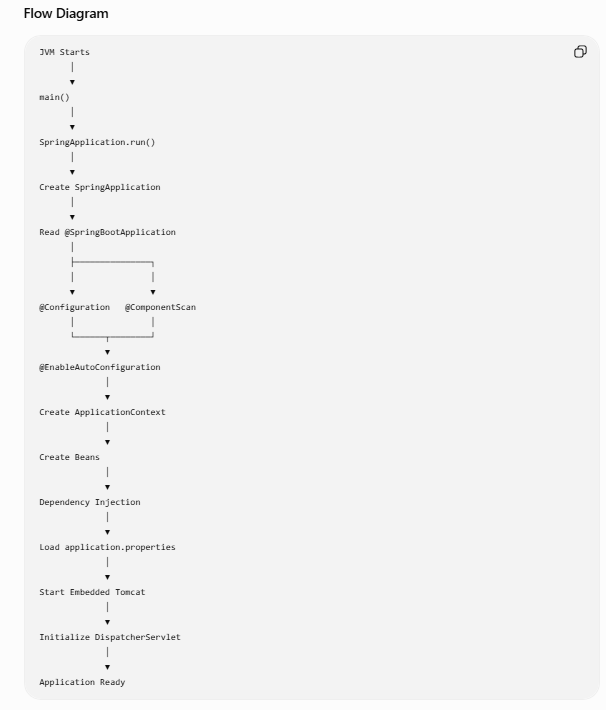 Flow Diagram
JVM Starts
main()
SpringApplication.run()
Create SpringApplication
Read @SpringBootApplication
@Configuration @ComponentScan
@EnableAutoConfiguration
Create ApplicationContext
Create Beans
Dependency Injection
Load application.properties
Start Embedded Tomcat
Initialize DispatcherServlet
Application Ready